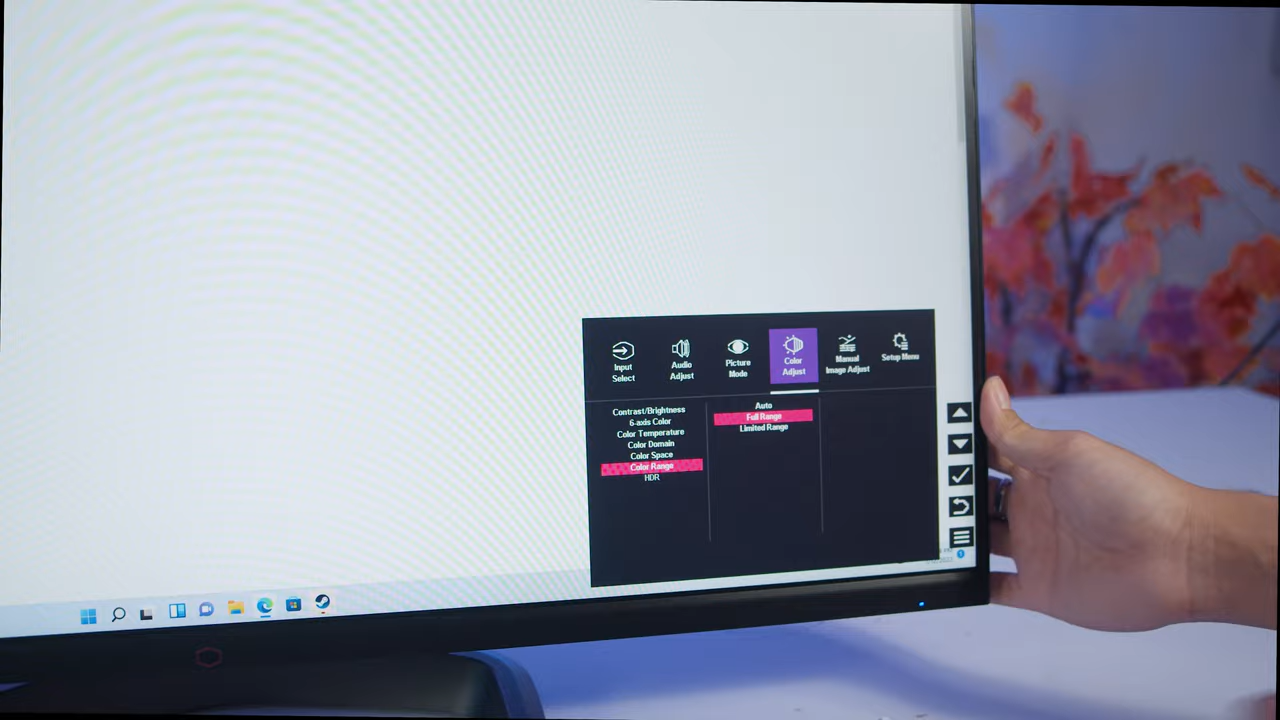 Input
Select
Audio
Adjust
Picture
Mode
Color
Adjust
Manual
Image Adjust
Setup Menu
Contrast/Brightness
6-axis Color
Color Temperature
Color Domain
Color Space
Color Range
HDR
Auto
Full Range
Limited Range